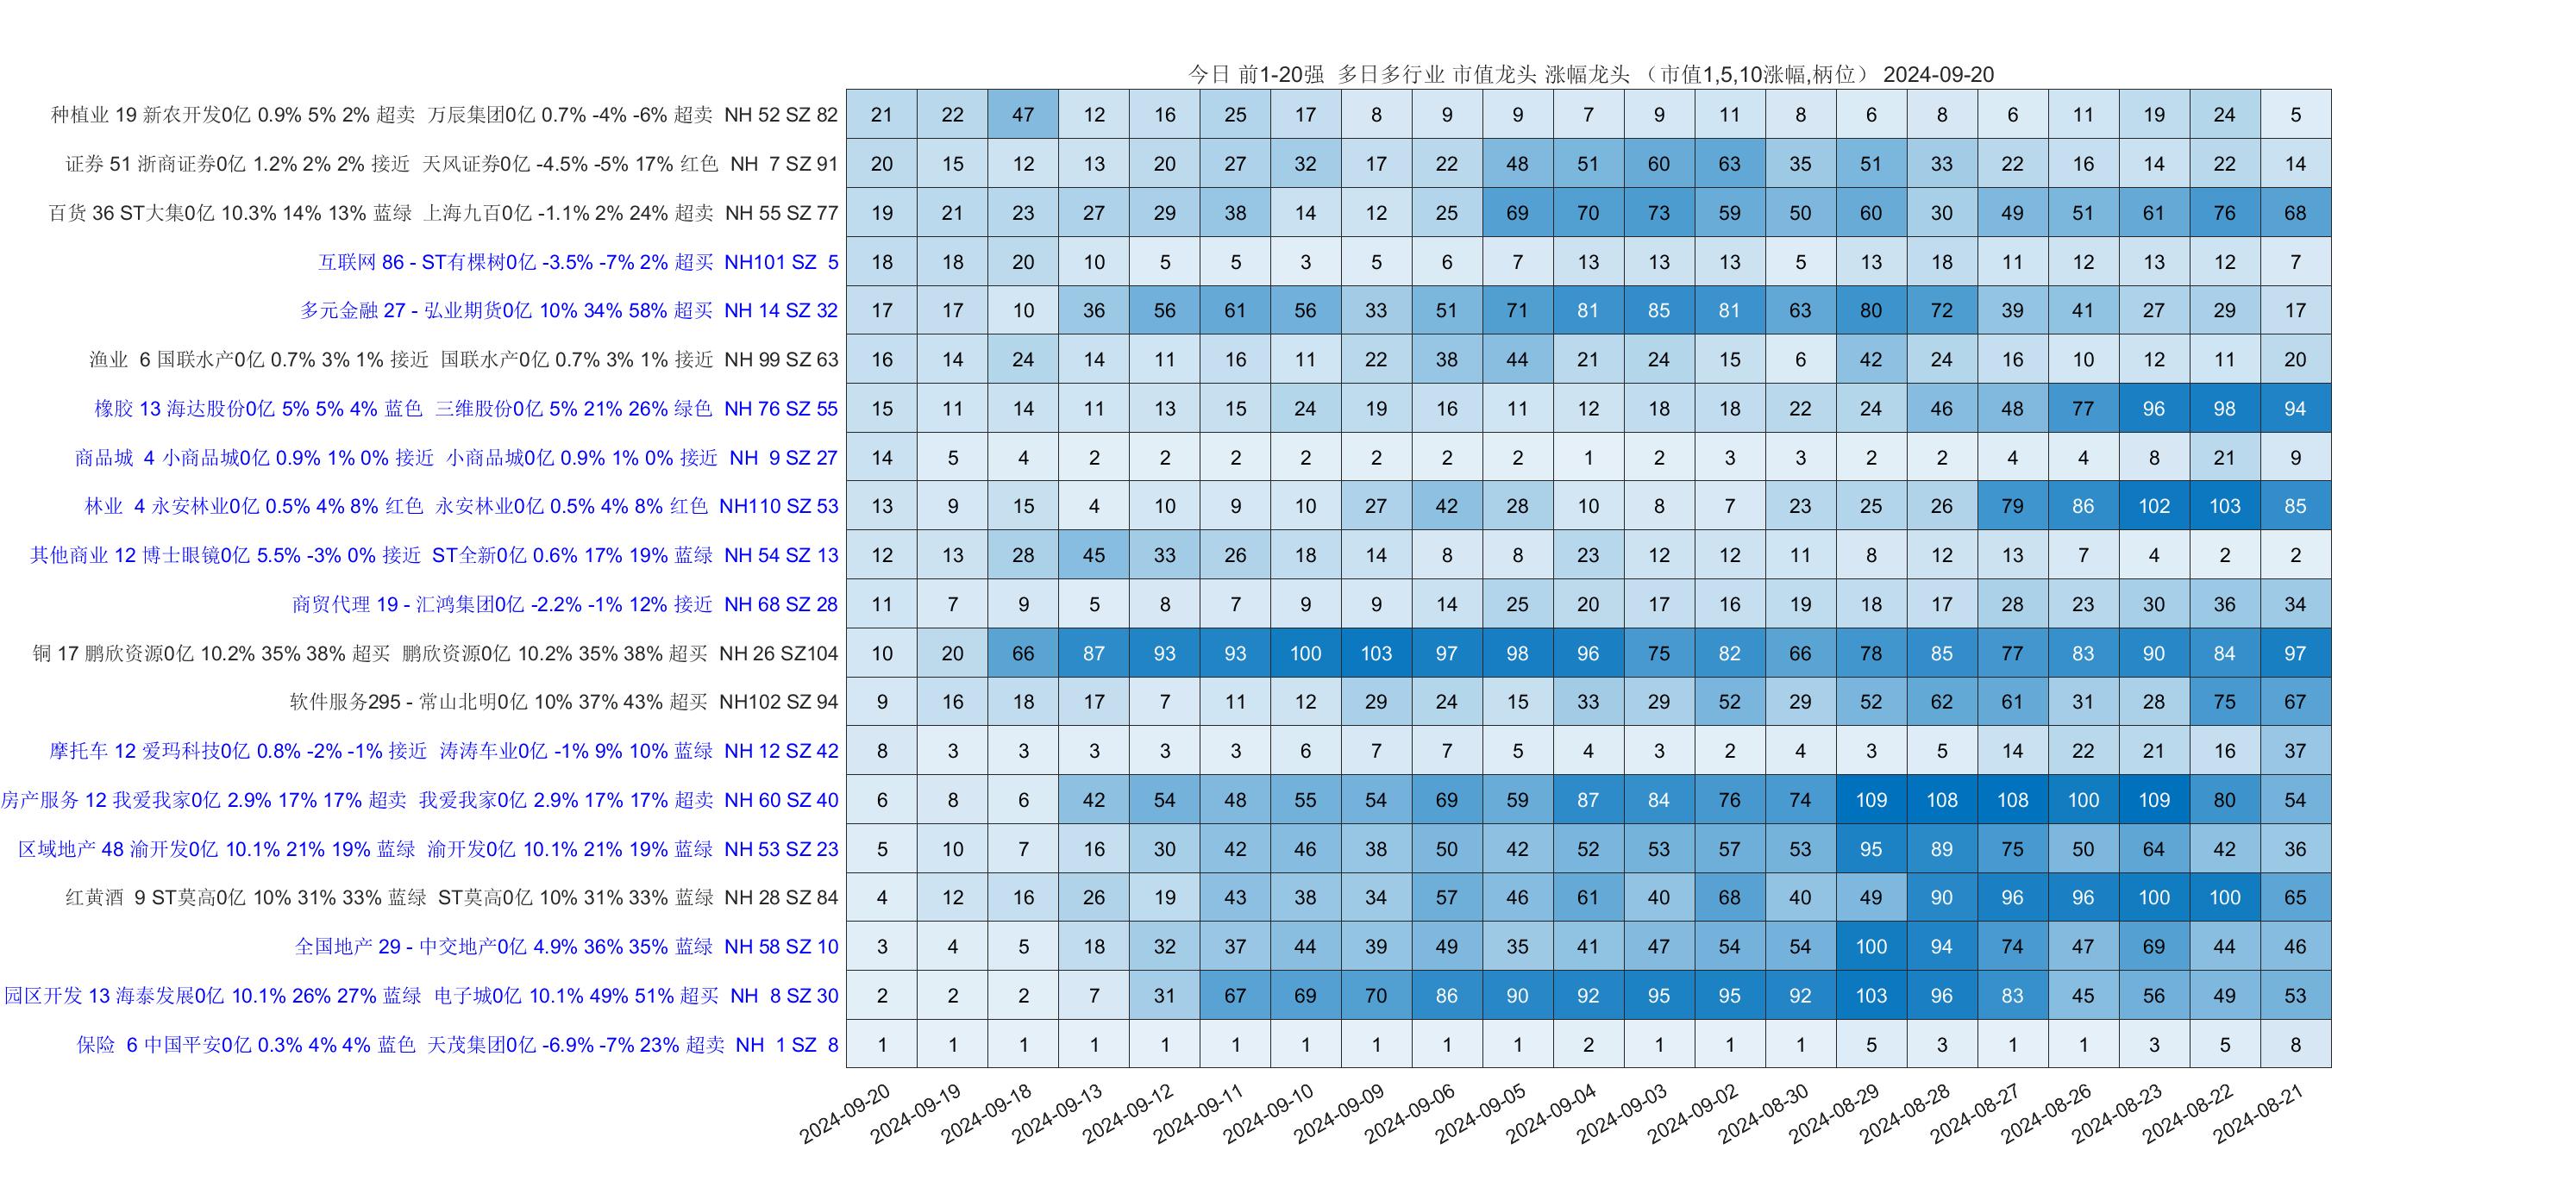 今日 前1-20强 多日多行业 市值龙头 涨幅龙头 （市值1,5,10涨幅,柄位） 2024-09-20
种植业 19 新农开发0亿 0.9% 5% 2% 超卖 万辰集团0亿 0.7% -4% -6% 超卖 NH 52 SZ 82 21 22 47 12 16 25 17 8 9 9 7 9 11 8 6 8 6 11 19 24 5
证券 51 浙商证券0亿 1.2% 2% 2% 接近 天风证券0亿 -4.5% -5% 17% 红色 NH 7 SZ 91 20 15 12 13 20 27 32 17 22 48 51 60 63 35 51 33 22 16 14 22 14
百货 36 ST大集0亿 10.3% 14% 13% 蓝绿 上海九百0亿 -1.1% 2% 24% 超卖 NH 55 SZ 77 19 21 23 27 29 38 14 12 25 69 70 73 59 50 60 30 49 51 61 76 68
互联网 86 - ST有棵树0亿 -3.5% -7% 2% 超买 NH101 SZ 5 18 18 20 10 5 5 3 5 6 7 13 13 13 5 13 18 11 12 13 12 7
多元金融 27 - 弘业期货0亿 10% 34% 58% 超买 NH 14 SZ 32 17 17 10 36 56 61 56 33 51 71 81 85 81 63 80 72 39 41 27 29 17
渔业 6 国联水产0亿 0.7% 3% 1% 接近 国联水产0亿 0.7% 3% 1% 接近 NH 99 SZ 63 16 14 24 14 11 16 11 22 38 44 21 24 15 6 42 24 16 10 12 11 20
橡胶 13 海达股份0亿 5% 5% 4% 蓝色 三维股份0亿 5% 21% 26% 绿色 NH 76 SZ 55 15 11 14 11 13 15 24 19 16 11 12 18 18 22 24 46 48 77 96 98 94
商品城 4 小商品城0亿 0.9% 1% 0% 接近 小商品城0亿 0.9% 1% 0% 接近 NH 9 SZ 27 14 5 4 2 2 2 2 2 2 2 1 2 3 3 2 2 4 4 8 21 9
林业 4 永安林业0亿 0.5% 4% 8% 红色 永安林业0亿 0.5% 4% 8% 红色 NH110 SZ 53 13 9 15 4 10 9 10 27 42 28 10 8 7 23 25 26 79 86 102 103 85
其他商业 12 博士眼镜0亿 5.5% -3% 0% 接近 ST全新0亿 0.6% 17% 19% 蓝绿 NH 54 SZ 13 12 13 28 45 33 26 18 14 8 8 23 12 12 11 8 12 13 7 4 2 2
商贸代理 19 - 汇鸿集团0亿 -2.2% -1% 12% 接近 NH 68 SZ 28 11 7 9 5 8 7 9 9 14 25 20 17 16 19 18 17 28 23 30 36 34
铜 17 鹏欣资源0亿 10.2% 35% 38% 超买 鹏欣资源0亿 10.2% 35% 38% 超买 NH 26 SZ104 10 20 66 87 93 93 100 103 97 98 96 75 82 66 78 85 77 83 90 84 97
软件服务295 - 常山北明0亿 10% 37% 43% 超买 NH102 SZ 94 9 16 18 17 7 11 12 29 24 15 33 29 52 29 52 62 61 31 28 75 67
摩托车 12 爱玛科技0亿 0.8% -2% -1% 接近 涛涛车业0亿 -1% 9% 10% 蓝绿 NH 12 SZ 42 8 3 3 3 3 3 6 7 7 5 4 3 2 4 3 5 14 22 21 16 37
房产服务 12 我爱我家0亿 2.9% 17% 17% 超卖 我爱我家0亿 2.9% 17% 17% 超卖 NH 60 SZ 40 6 8 6 42 54 48 55 54 69 59 87 84 76 74 109 108 108 100 109 80 54
区域地产 48 渝开发0亿 10.1% 21% 19% 蓝绿 渝开发0亿 10.1% 21% 19% 蓝绿 NH 53 SZ 23 5 10 7 16 30 42 46 38 50 42 52 53 57 53 95 89 75 50 64 42 36
红黄酒 9 ST莫高0亿 10% 31% 33% 蓝绿 ST莫高0亿 10% 31% 33% 蓝绿 NH 28 SZ 84 4 12 16 26 19 43 38 34 57 46 61 40 68 40 49 90 96 96 100 100 65
全国地产 29 - 中交地产0亿 4.9% 36% 35% 蓝绿 NH 58 SZ 10 3 4 5 18 32 37 44 39 49 35 41 47 54 54 100 94 74 47 69 44 46
园区开发 13 海泰发展0亿 10.1% 26% 27% 蓝绿 电子城0亿 10.1% 49% 51% 超买 NH 8 SZ 30 2 2 2 7 31 67 69 70 86 90 92 95 95 92 103 96 83 45 56 49 53
保险 6 中国平安0亿 0.3% 4% 4% 蓝色 天茂集团0亿 -6.9% -7% 23% 超卖 NH 1 SZ 8 1 1 1 1 1 1 1 1 1 1 2 1 1 1 5 3 1 1 3 5 8
2024-09-20 2024-09-19 2024-09-18 2024-09-13 2024-09-12 2024-09-11 2024-09-10 2024-09-09 2024-09-06 2024-09-05 2024-09-04 2024-09-03 2024-09-02 2024-08-30 2024-08-29 2024-08-28 2024-08-27 2024-08-26 2024-08-23 2024-08-22 2024-08-21